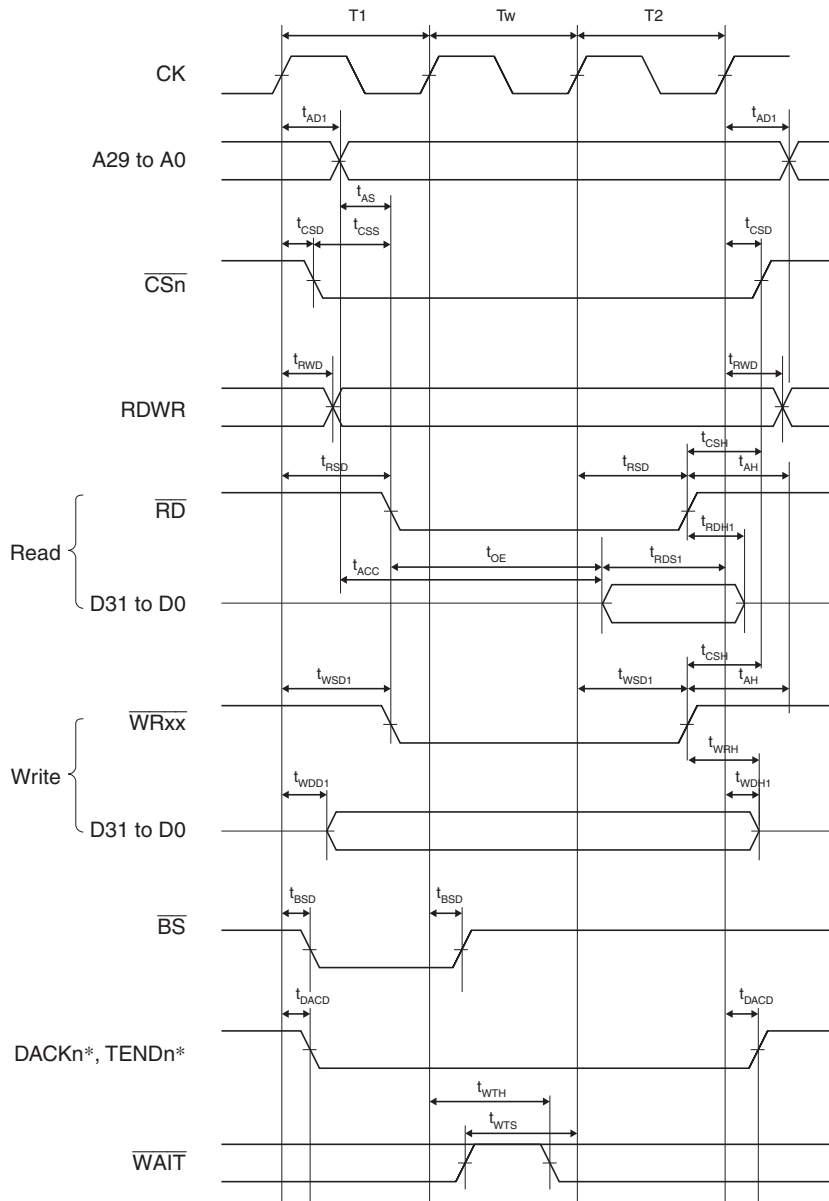 T1 Tw T2
CK
tAD1 tAD1
A29 to A0
tAS
tCSD tCSS tCSD
CSn
tRWD tRWD
RDWR
tCSH
tRSD tRSD tAH
RD
tRDH1
Read
tOE tRDS1
tACC
D31 to D0
tCSH
tWSD1 tWSD1 tAH
WRxx
tWRH
Write
tWDD1 tWDH1
D31 to D0
tBSD tBSD
BS
tDACD tDACD
DACKn*, TENDn*
tWTH
tWTS
WAIT